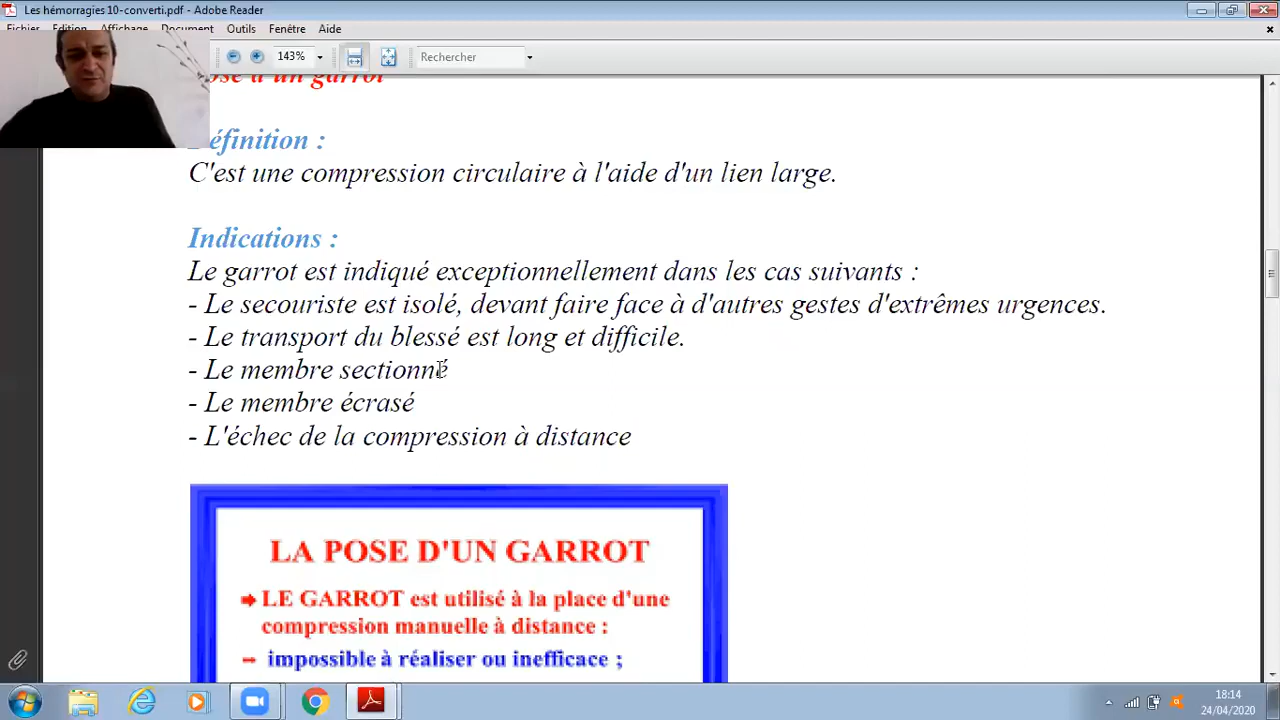 Les hémorragies 10-converti.pdf - Adobe Reader
Fichier Edition Affichage Document Outils Fenêtre Aide
143% Rechercher
ose d'un garrot
éfinition :
C'est une compression circulaire à l'aide d'un lien large.
Indications :
Le garrot est indiqué exceptionnellement dans les cas suivants :
- Le secouriste est isolé, devant faire face à d'autres gestes d'extrêmes urgences.
- Le transport du blessé est long et difficile.
- Le membre sectionné
- Le membre écrasé
- L'échec de la compression à distance
LA POSE D'UN GARROT
LE GARROT est utilisé à la place d'une
compression manuelle à distance :
– impossible à réaliser ou inefficace ;
18:14
24/04/2020